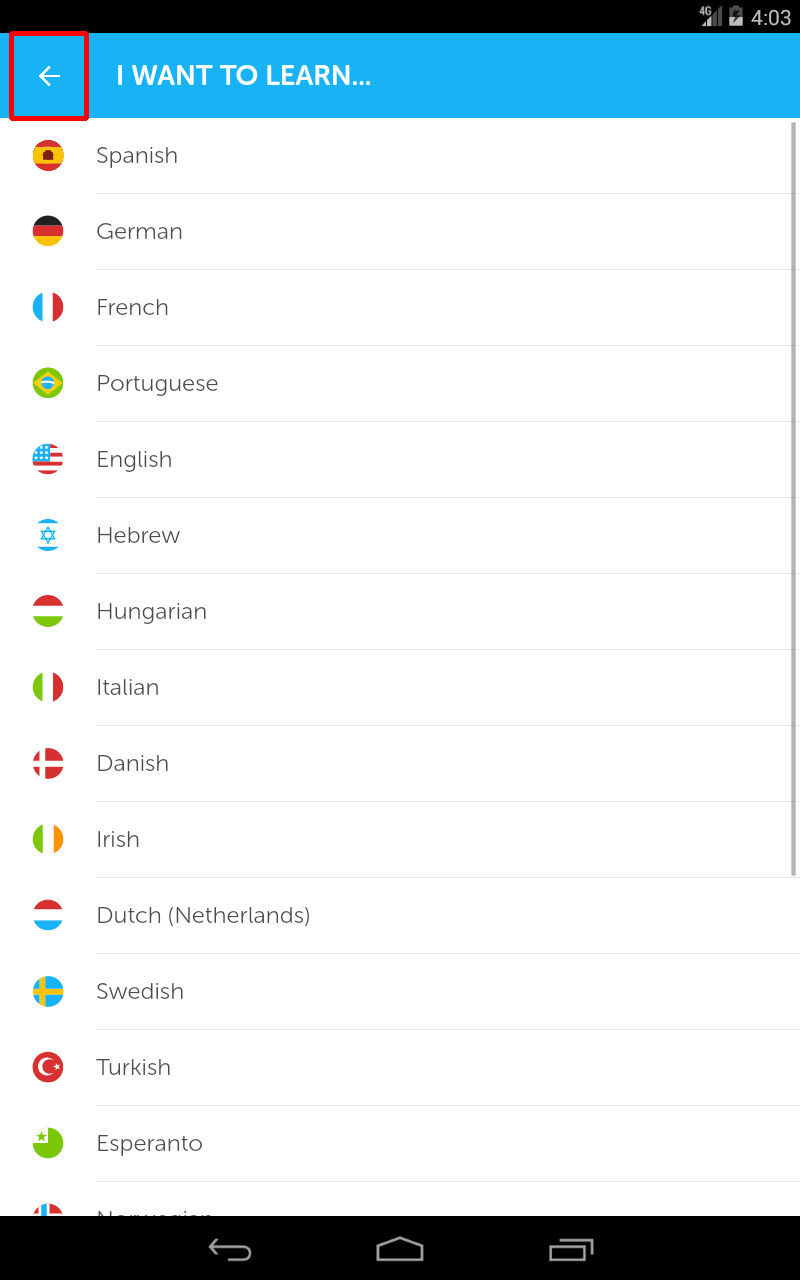 4G 4:03
I WANT TO LEARN...
Spanish
German
French
Portuguese
English
Hebrew
Hungarian
Italian
Danish
Irish
Dutch (Netherlands)
Swedish
Turkish
Esperanto
Norwegian